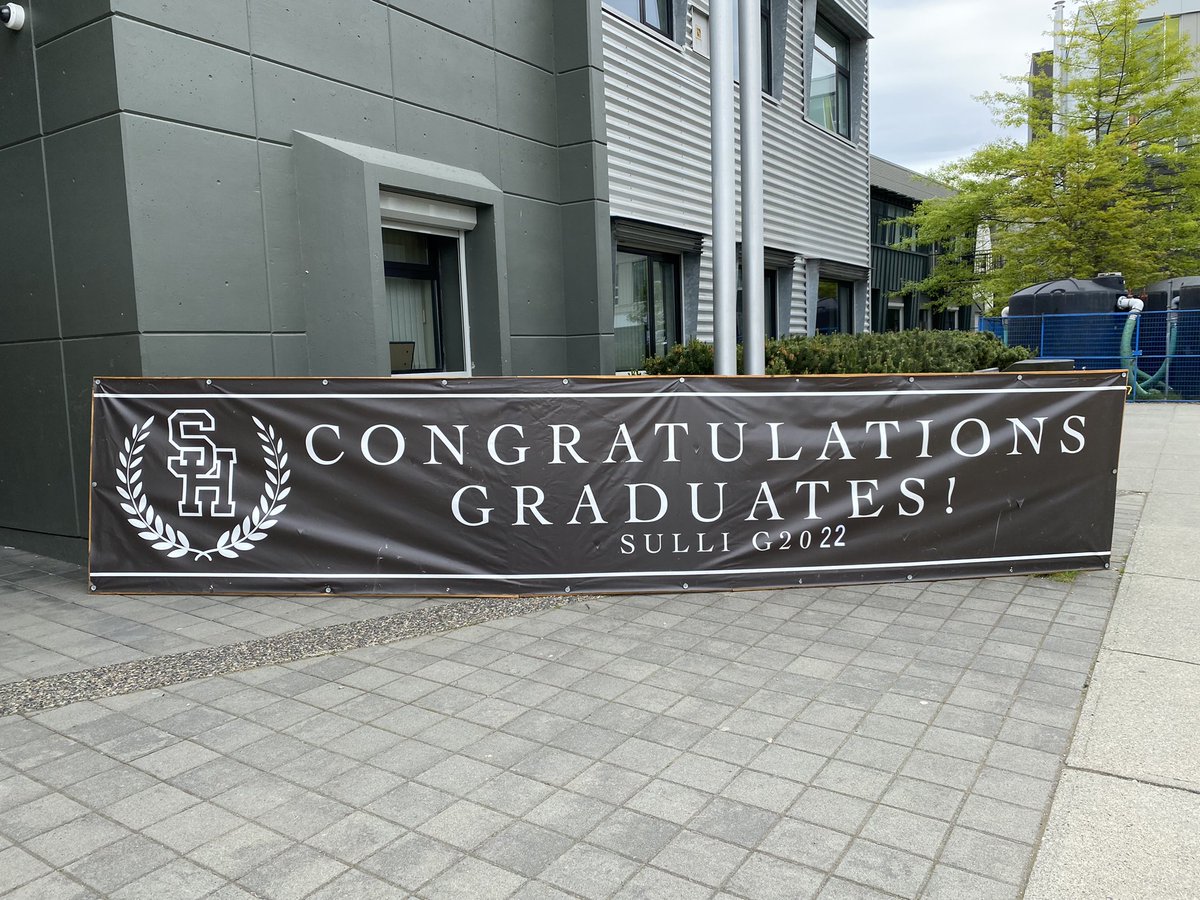 SH
CONGRATULATIONS
GRADUATES!
SULLI G2022